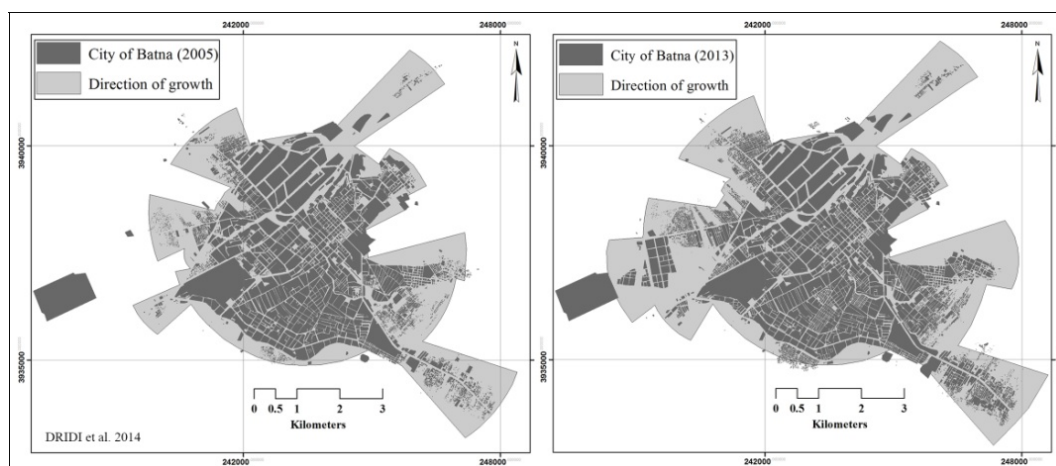 242000
248000
City of Batna (2005)
Direction of growth
N
3940000
3935000
0 0.5 1 2 3
Kilometers
DRIDI et al. 2014
242000
248000
242000
248000
City of Batna (2013)
Direction of growth
N
3940000
3935000
0 0.5 1 2 3
Kilometers
242000
248000